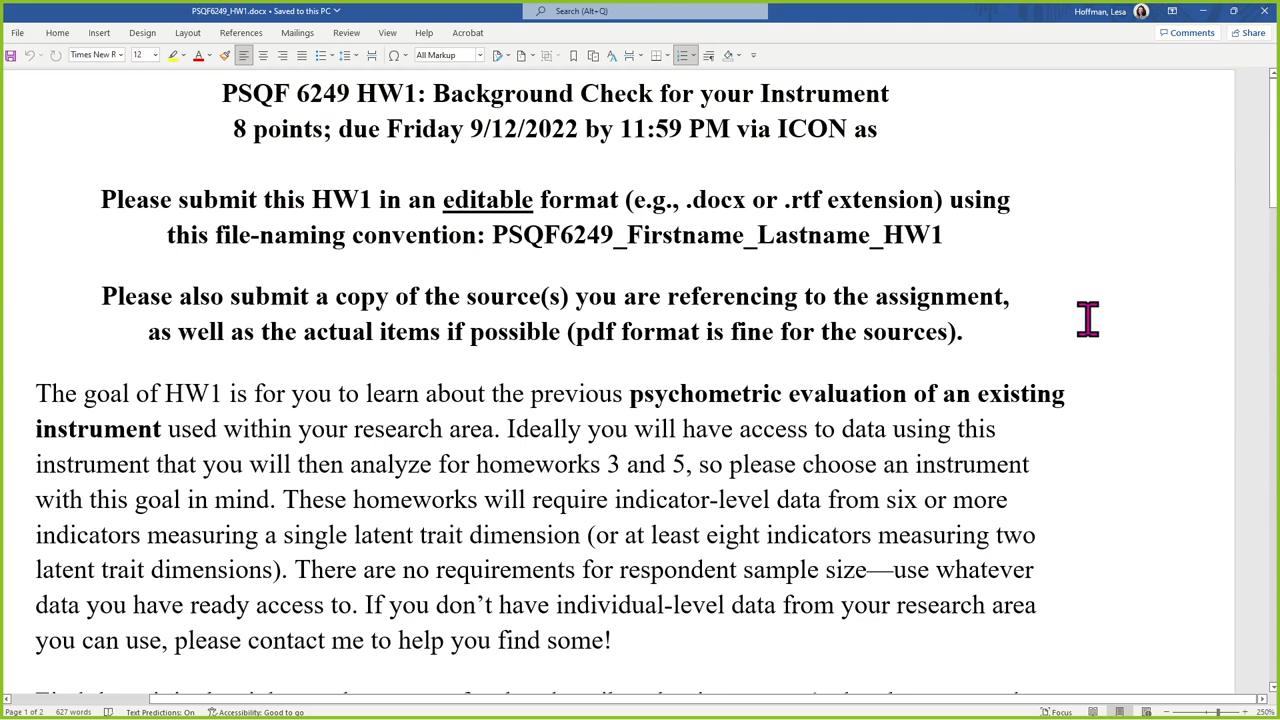 PSQF6249_HW1.docx • Saved to this PC
Search (Alt+Q)
Hoffman, Lesa
File Home Insert Design Layout References Mailings Review View Help Acrobat
Comments Share
Times New R 12 All Markup
PSQF 6249 HW1: Background Check for your Instrument
8 points; due Friday 9/12/2022 by 11:59 PM via ICON as
Please submit this HW1 in an editable format (e.g., .docx or .rtf extension) using
this file-naming convention: PSQF6249_Firstname_Lastname_HW1
Please also submit a copy of the source(s) you are referencing to the assignment,
as well as the actual items if possible (pdf format is fine for the sources).
The goal of HW1 is for you to learn about the previous psychometric evaluation of an existing
instrument used within your research area. Ideally you will have access to data using this
instrument that you will then analyze for homeworks 3 and 5, so please choose an instrument
with this goal in mind. These homeworks will require indicator-level data from six or more
indicators measuring a single latent trait dimension (or at least eight indicators measuring two
latent trait dimensions). There are no requirements for respondent sample size—use whatever
data you have ready access to. If you don’t have individual-level data from your research area
you can use, please contact me to help you find some!
Page 1 of 2 627 words Text Predictions: On Accessibility: Good to go Focus 250%